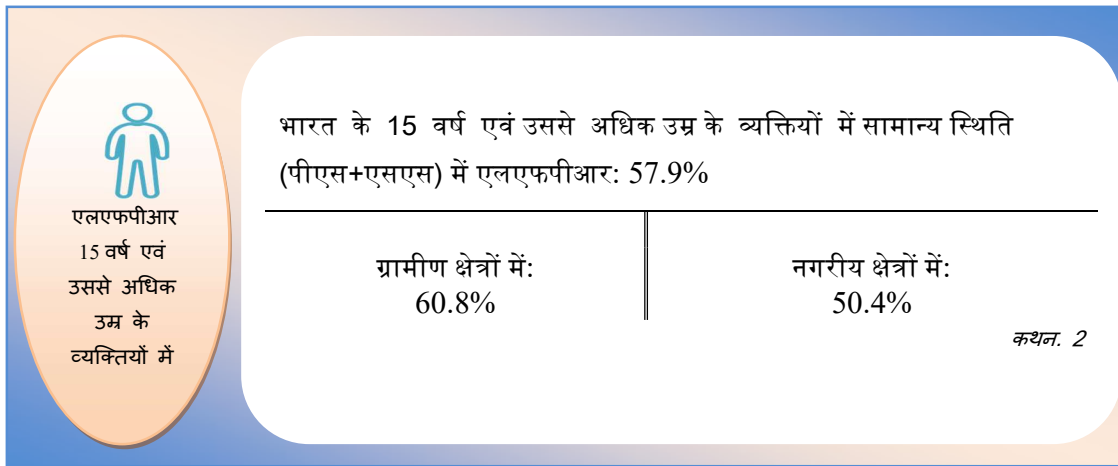 एलएफपीआर
15 वर्ष एवं
उससे अधिक
उम्र के
व्यक्तियों में
भारत के 15 वर्ष एवं उससे अधिक उम्र के व्यक्तियों में सामान्य स्थिति
(पीएस+एसएस) में एलएफपीआर: 57.9%
ग्रामीण क्षेत्रों में:
60.8%
नगरीय क्षेत्रों में:
50.4%
कथन. 2